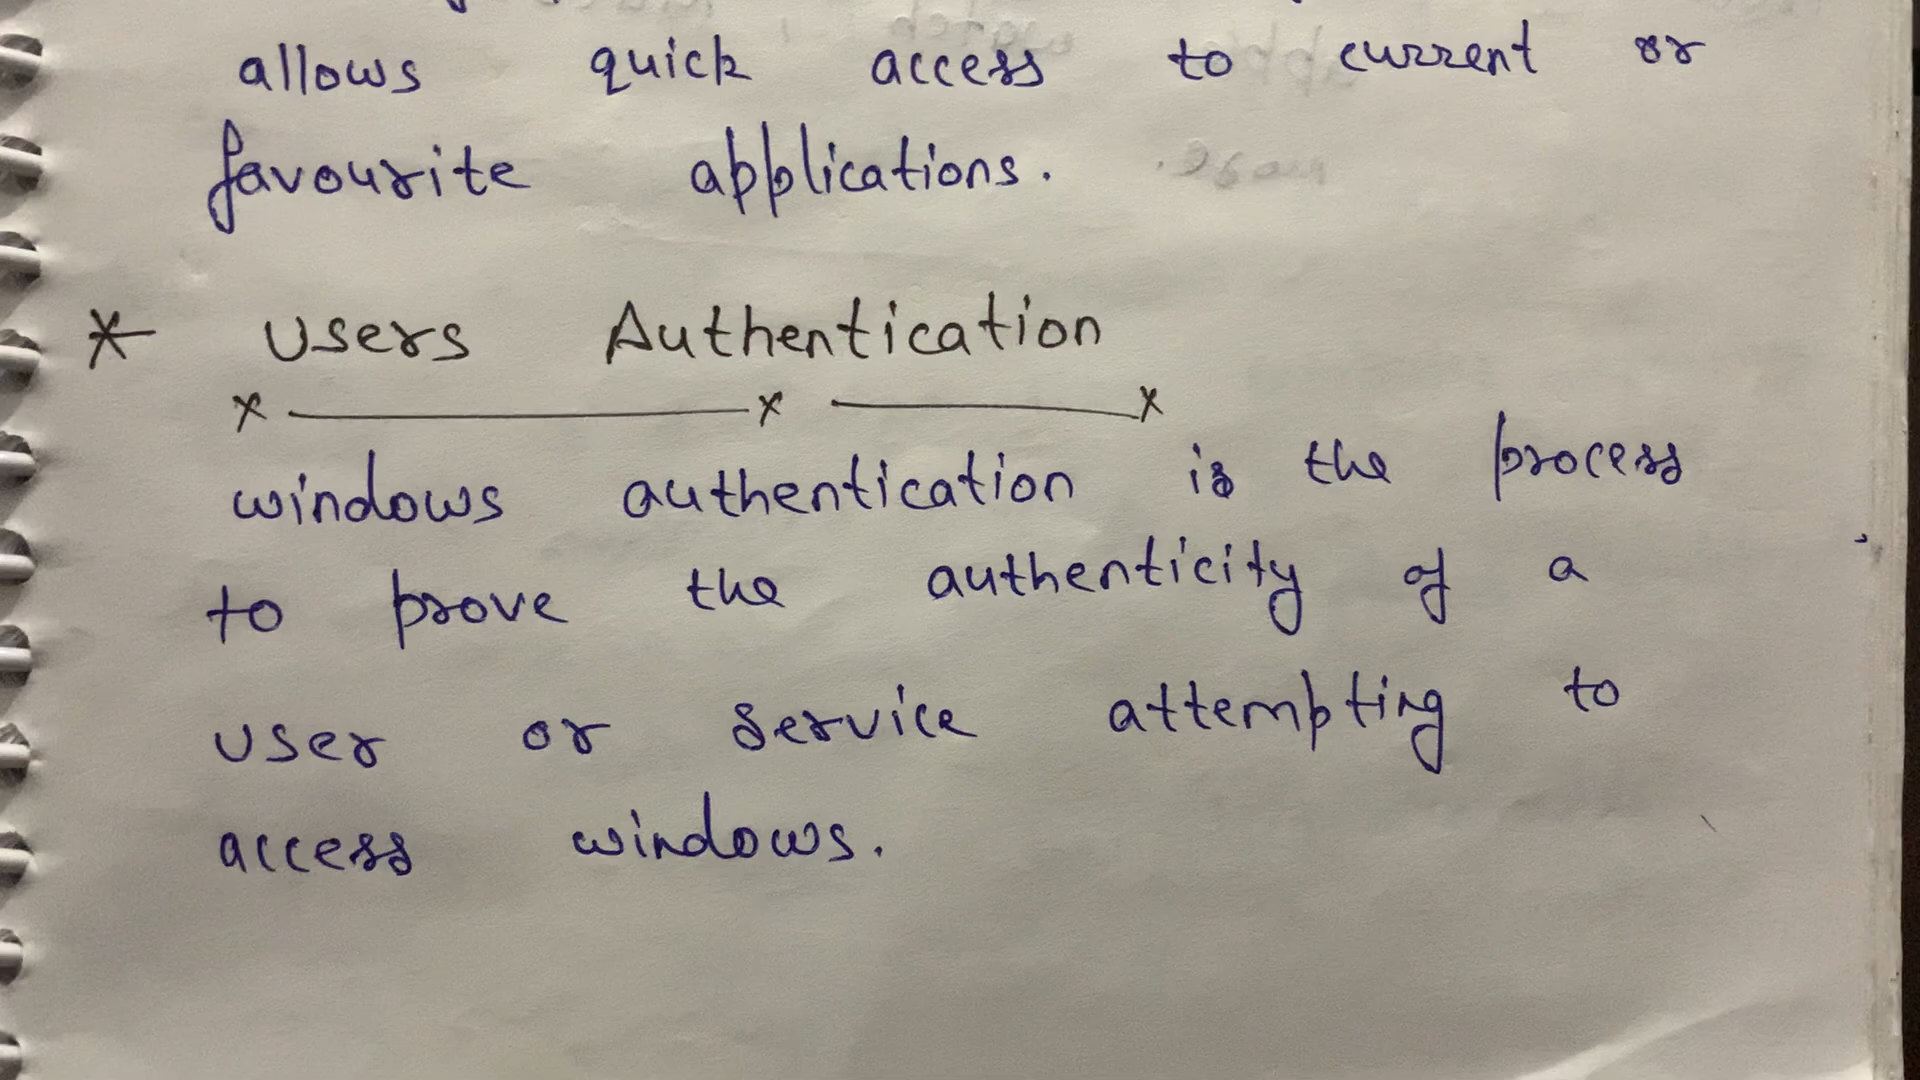 allows quick access to current or
favourite applications.
* Users Authentication
x ——— x ——— x
windows authentication is the process
to prove the authenticity of a
user or service attempting to
access windows.